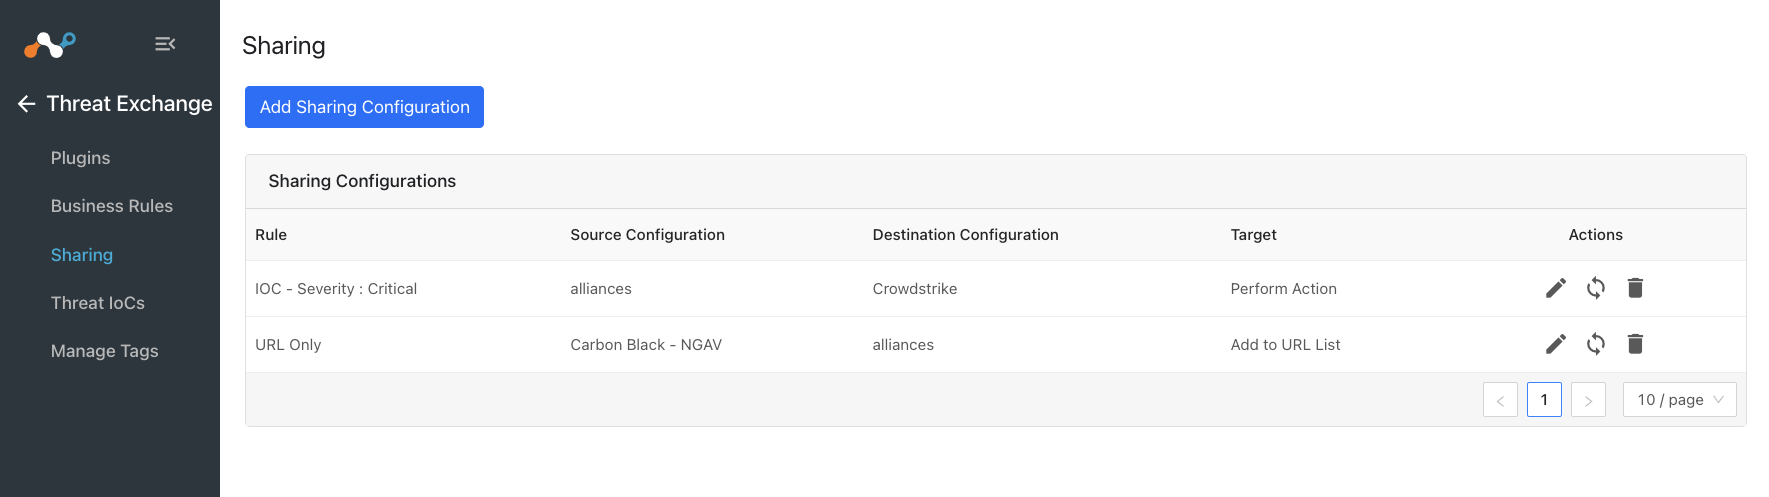 Sharing
Threat Exchange
Plugins
Business Rules
Sharing
Threat IoCs
Manage Tags
Add Sharing Configuration
Sharing Configurations
Rule Source Configuration Destination Configuration Target Actions
IOC - Severity : Critical alliances Crowdstrike Perform Action
URL Only Carbon Black - NGAV alliances Add to URL List
< 1 > 10 / page